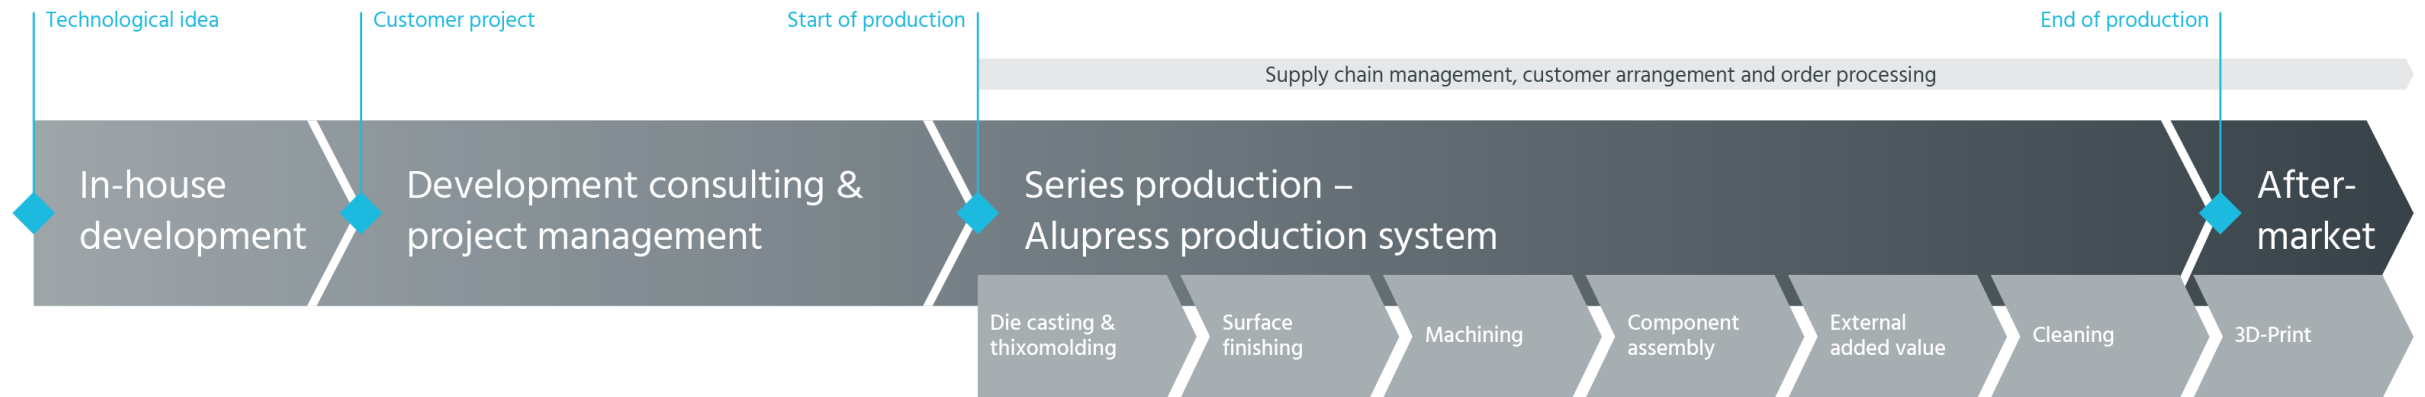 Technological idea
Customer project
Start of production
End of production
Supply chain management, customer arrangement and order processing
In-house
development
Development consulting &
project management
Series production –
Alupress production system
After-
market
Die casting &
thixomolding
Surface
finishing
Machining
Component
assembly
External
added value
Cleaning
3D-Print